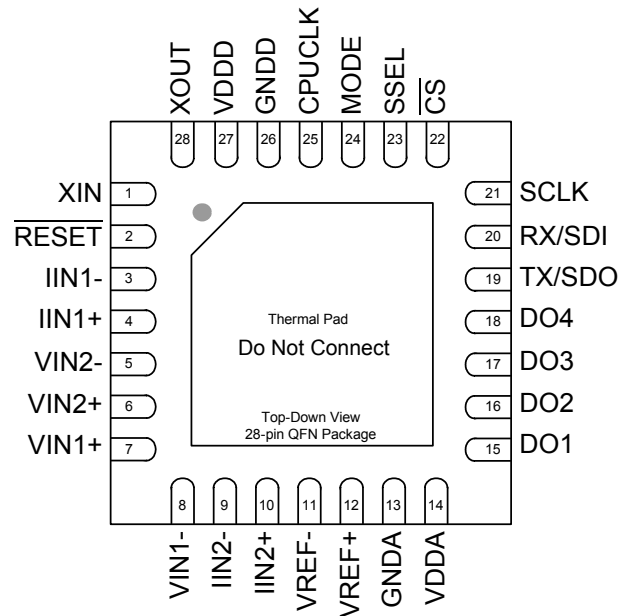 XOUT
VDDD
GNDD
CPUCLK
MODE
SSEL
CS
28
27
26
25
24
23
22
XIN 1
RESET 2
IIN1- 3
IIN1+ 4
VIN2- 5
VIN2+ 6
VIN1+ 7
21 SCLK
20 RX/SDI
19 TX/SDO
18 DO4
17 DO3
16 DO2
15 DO1
Thermal Pad
Do Not Connect
Top-Down View
28-pin QFN Package
8
9
10
11
12
13
14
VIN1-
IIN2-
IIN2+
VREF-
VREF+
GNDA
VDDA